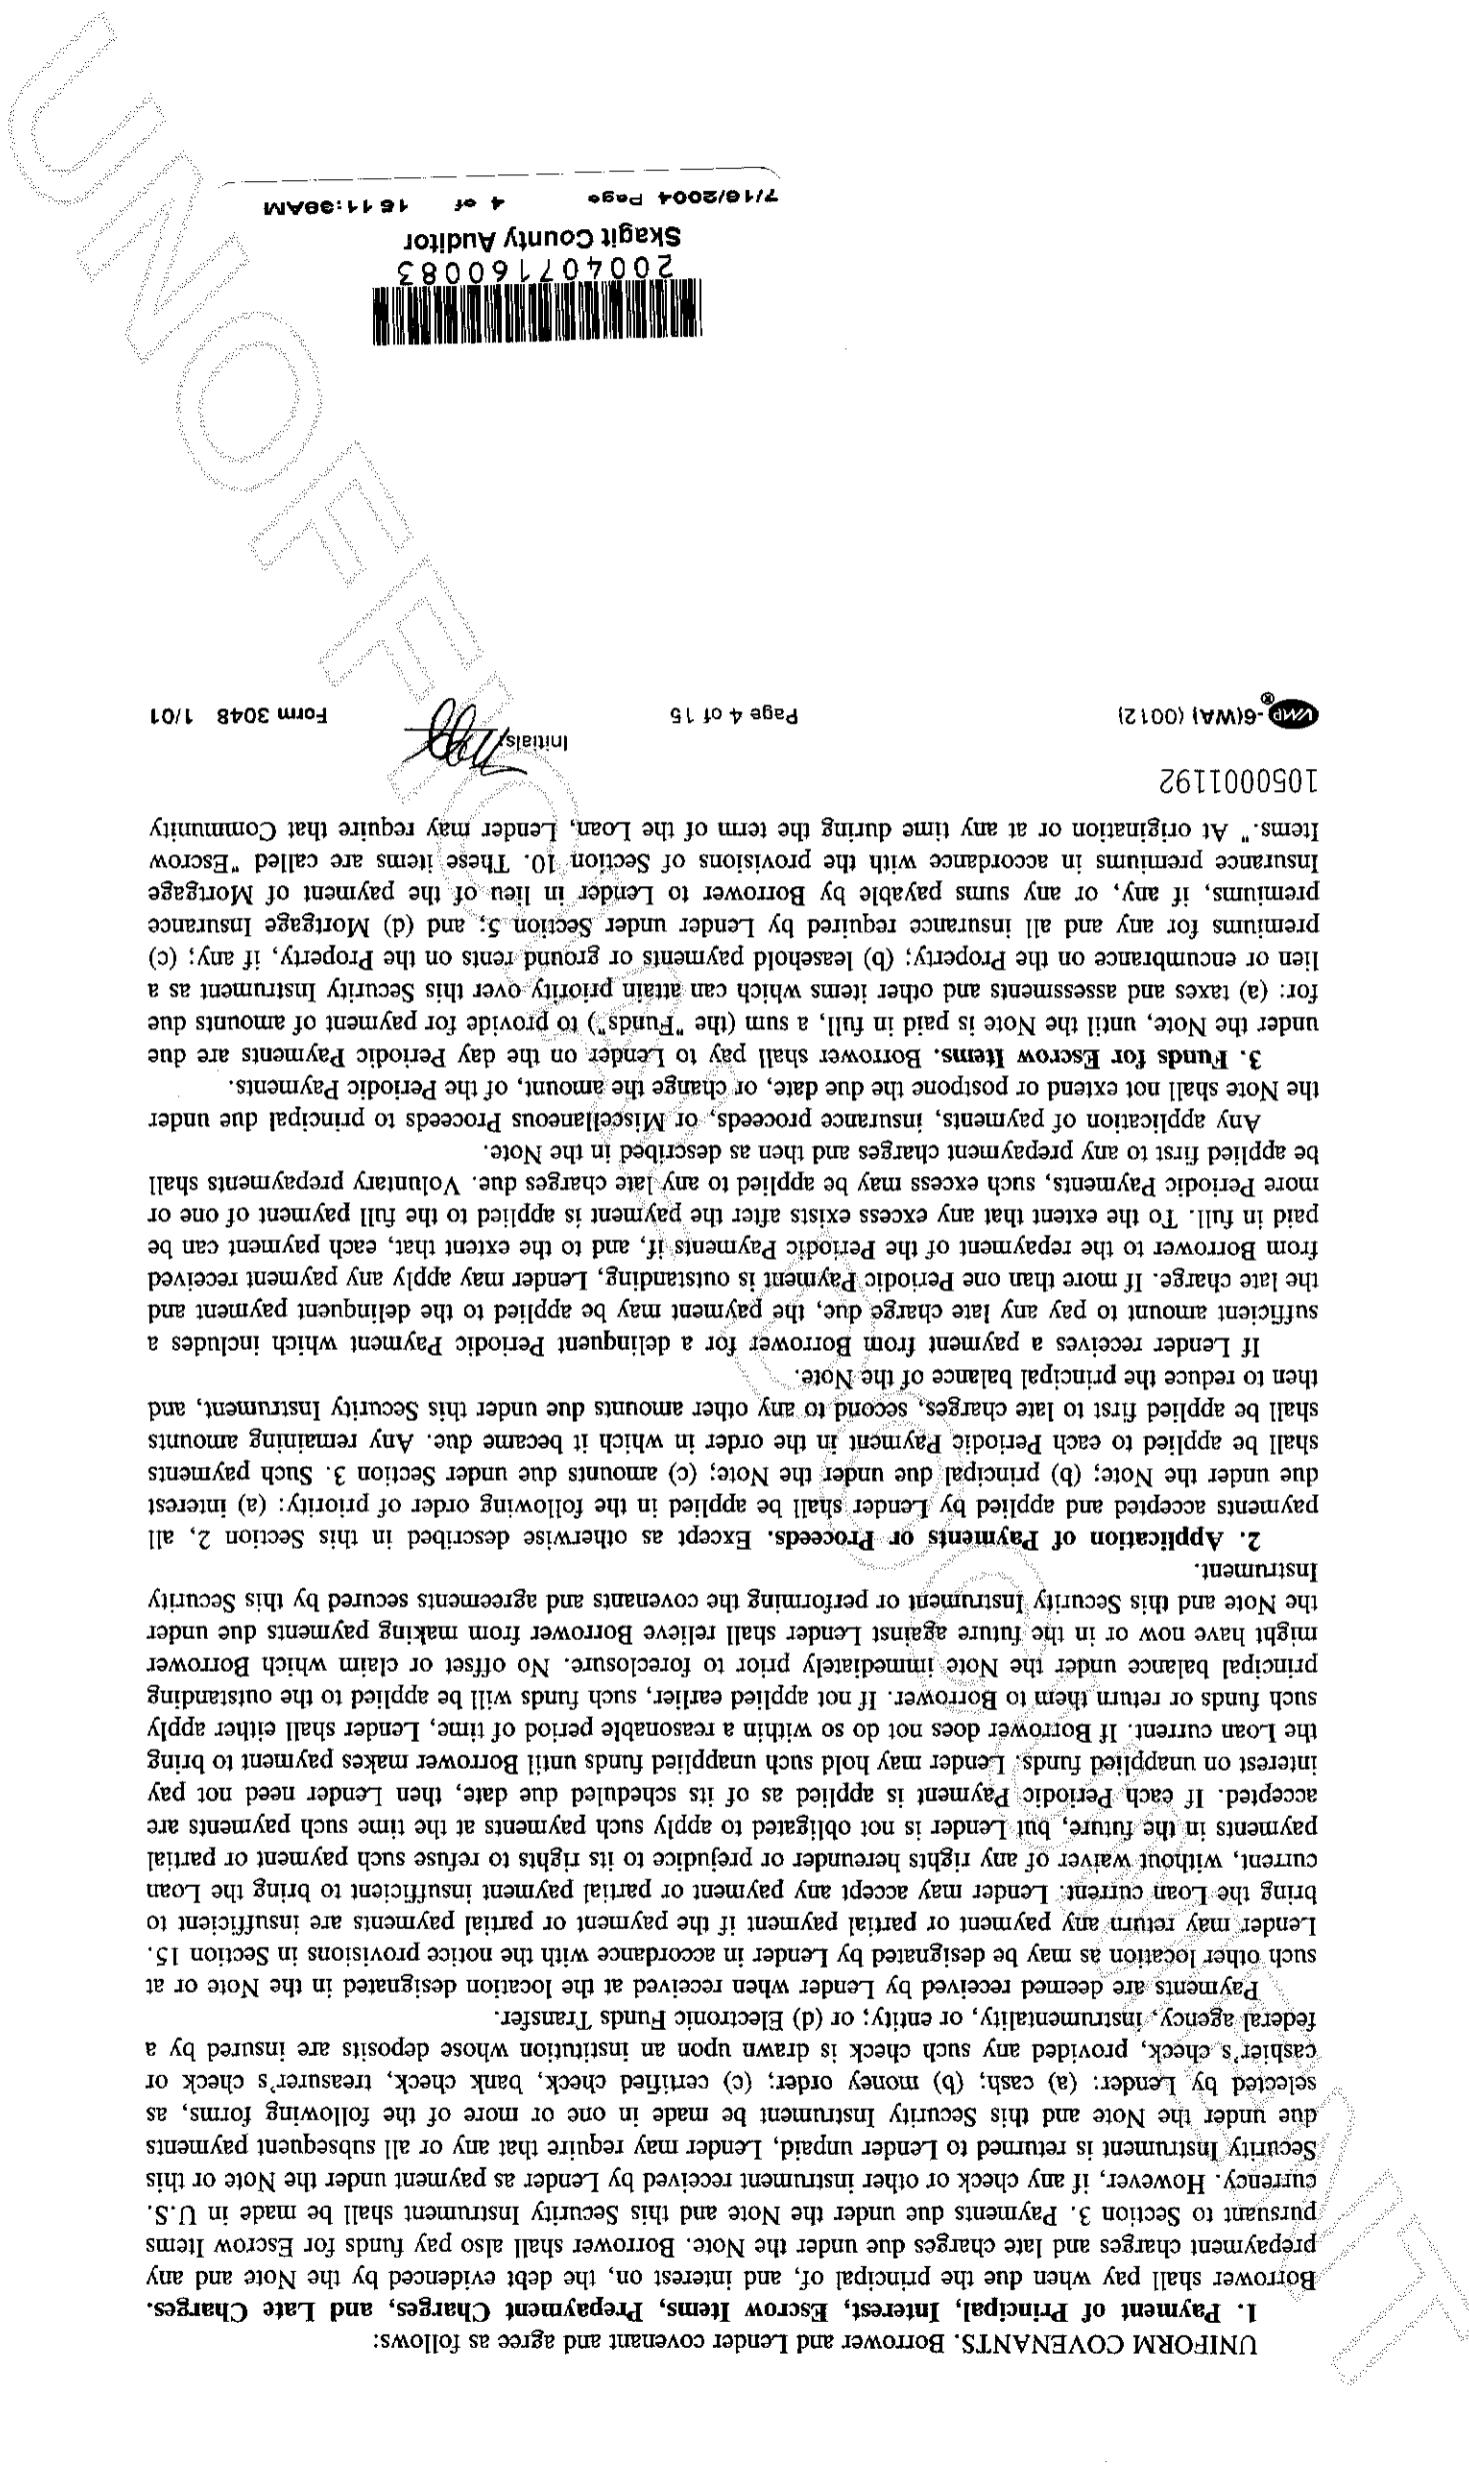 UNIFORM COVENANTS. Borrower and Lender covenant and agree as follows:
1. Payment of Principal, Interest, Escrow Items, Prepayment Charges, and Late Charges.
Borrower shall pay when due the principal of, and interest on, the debt evidenced by the Note and any
prepayment charges and late charges due under the Note. Borrower shall also pay funds for Escrow Items
pursuant to Section 3. Payments due under the Note and this Security Instrument shall be made in U.S.
currency. However, if any check or other instrument received by Lender as payment under the Note or this
Security Instrument is returned to Lender unpaid, Lender may require that any or all subsequent payments
due under the Note and this Security Instrument be made in one or more of the following forms, as
selected by Lender: (a) cash; (b) money order; (c) certified check, bank check, treasurer's check or
cashier's check, provided any such check is drawn upon an institution whose deposits are insured by a
federal agency, instrumentality, or entity; or (d) Electronic Funds Transfer.
Payments are deemed received by Lender when received at the location designated in the Note or at
such other location as may be designated by Lender in accordance with the notice provisions in Section 15.
Lender may return any payment or partial payment if the payment or partial payments are insufficient to
bring the Loan current. Lender may accept any payment or partial payment insufficient to bring the Loan
current, without waiver of any rights hereunder or prejudice to its rights to refuse such payment or partial
payments in the future, but Lender is not obligated to apply such payments at the time such payments are
accepted. If each Periodic Payment is applied as of its scheduled due date, then Lender need not pay
interest on unapplied funds. Lender may hold such unapplied funds until Borrower makes payment to bring
the Loan current. If Borrower does not do so within a reasonable period of time, Lender shall either apply
such funds or return them to Borrower. If not applied earlier, such funds will be applied to the outstanding
principal balance under the Note immediately prior to foreclosure. No offset or claim which Borrower
might have now or in the future against Lender shall relieve Borrower from making payments due under
the Note and this Security Instrument or performing the covenants and agreements secured by this Security
Instrument.
2. Application of Payments or Proceeds. Except as otherwise described in this Section 2, all
payments accepted and applied by Lender shall be applied in the following order of priority: (a) interest
due under the Note; (b) principal due under the Note; (c) amounts due under Section 3. Such payments
shall be applied to each Periodic Payment in the order in which it became due. Any remaining amounts
shall be applied first to late charges, second to any other amounts due under this Security Instrument, and
then to reduce the principal balance of the Note.
If Lender receives a payment from Borrower for a delinquent Periodic Payment which includes a
sufficient amount to pay any late charge due, the payment may be applied to the delinquent payment and
the late charge. If more than one Periodic Payment is outstanding, Lender may apply any payment received
from Borrower to the repayment of the Periodic Payments if, and to the extent that, each payment can be
paid in full. To the extent that any excess exists after the payment is applied to the full payment of one or
more Periodic Payments, such excess may be applied to any late charges due. Voluntary prepayments shall
be applied first to any prepayment charges and then as described in the Note.
Any application of payments, insurance proceeds, or Miscellaneous Proceeds to principal due under
the Note shall not extend or postpone the due date, or change the amount, of the Periodic Payments.
3. Funds for Escrow Items. Borrower shall pay to Lender on the day Periodic Payments are due
under the Note, until the Note is paid in full, a sum (the "Funds") to provide for payment of amounts due
for: (a) taxes and assessments and other items which can attain priority over this Security Instrument as a
lien or encumbrance on the Property; (b) leasehold payments or ground rents on the Property, if any; (c)
premiums for any and all insurance required by Lender under Section 5; and (d) Mortgage Insurance
premiums, if any, or any sums payable by Borrower to Lender in lieu of the payment of Mortgage
Insurance premiums in accordance with the provisions of Section 10. These items are called "Escrow
Items." At origination or at any time during the term of the Loan, Lender may require that Community
1050001192
Initials
VMP®-6(WA) (0012) Page 4 of 15 Form 3048 1/01
200407160083
Skagit County Auditor
7/16/2004 Page 4 of 16 11:39AM
UNOFFICIAL DOCUMENT